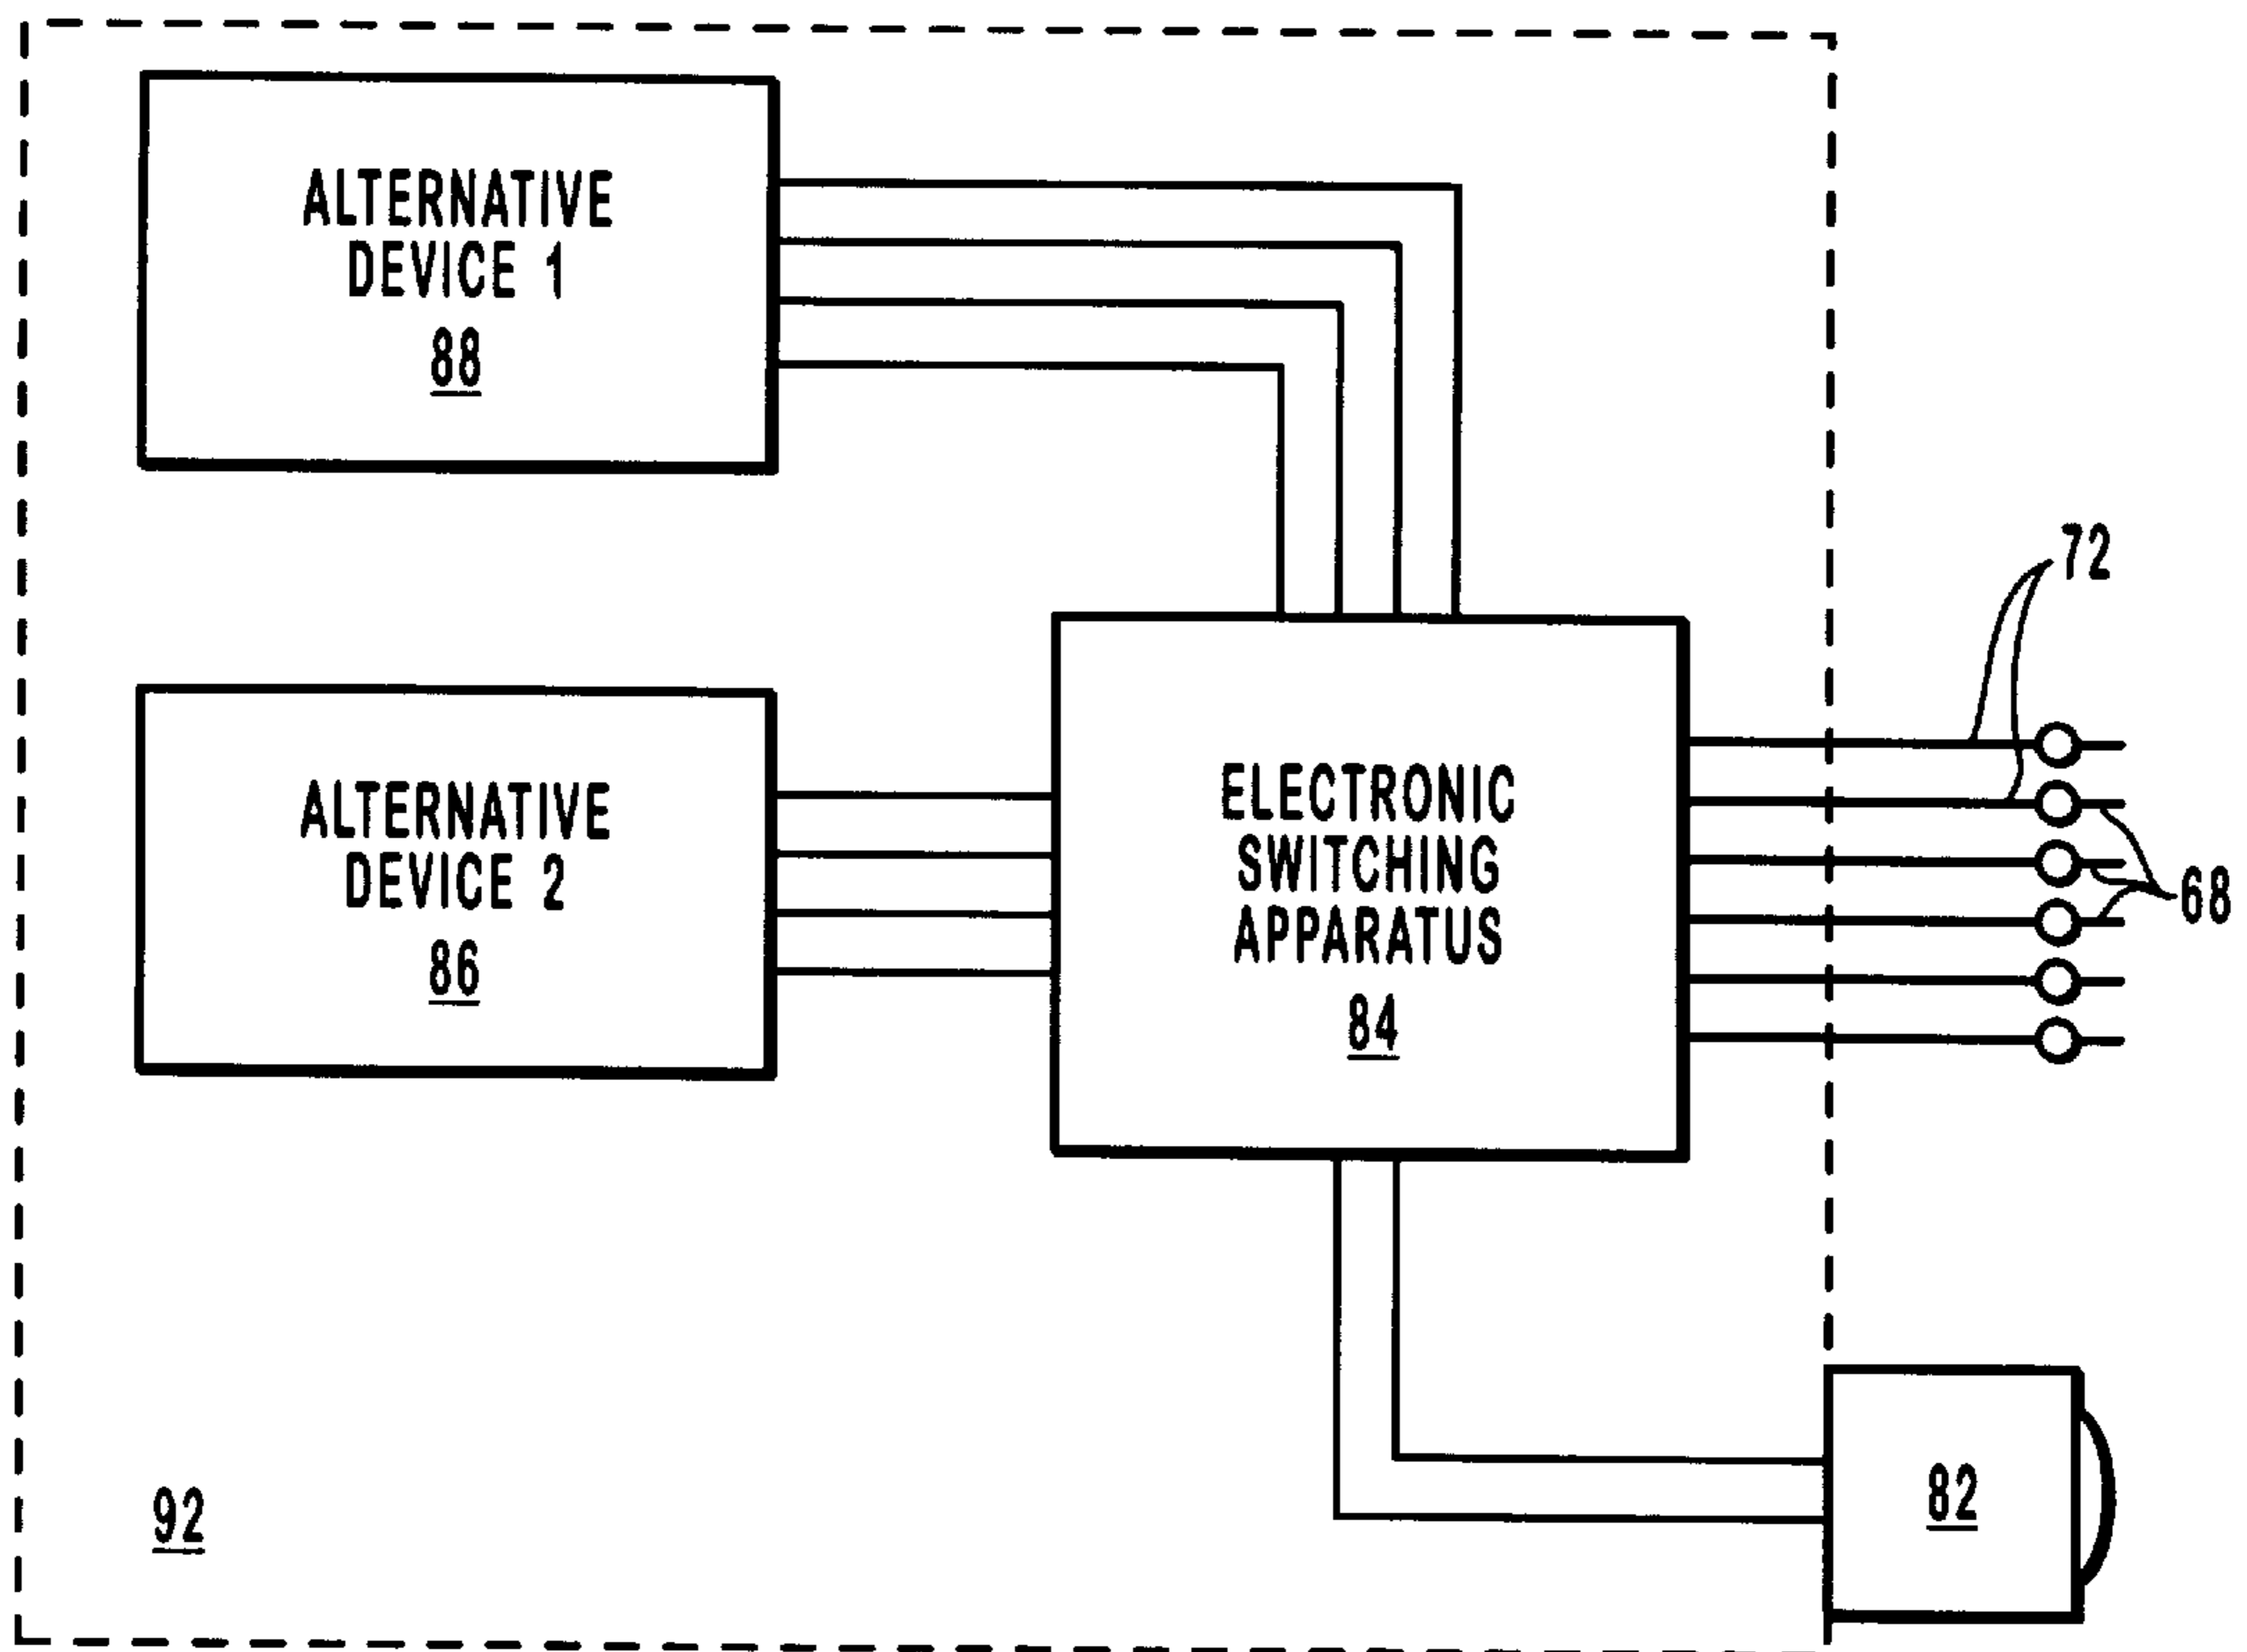 ALTERNATIVE
DEVICE 1
88
72
ALTERNATIVE
DEVICE 2
86
ELECTRONIC
SWITCHING
APPARATUS
84
68
92
82